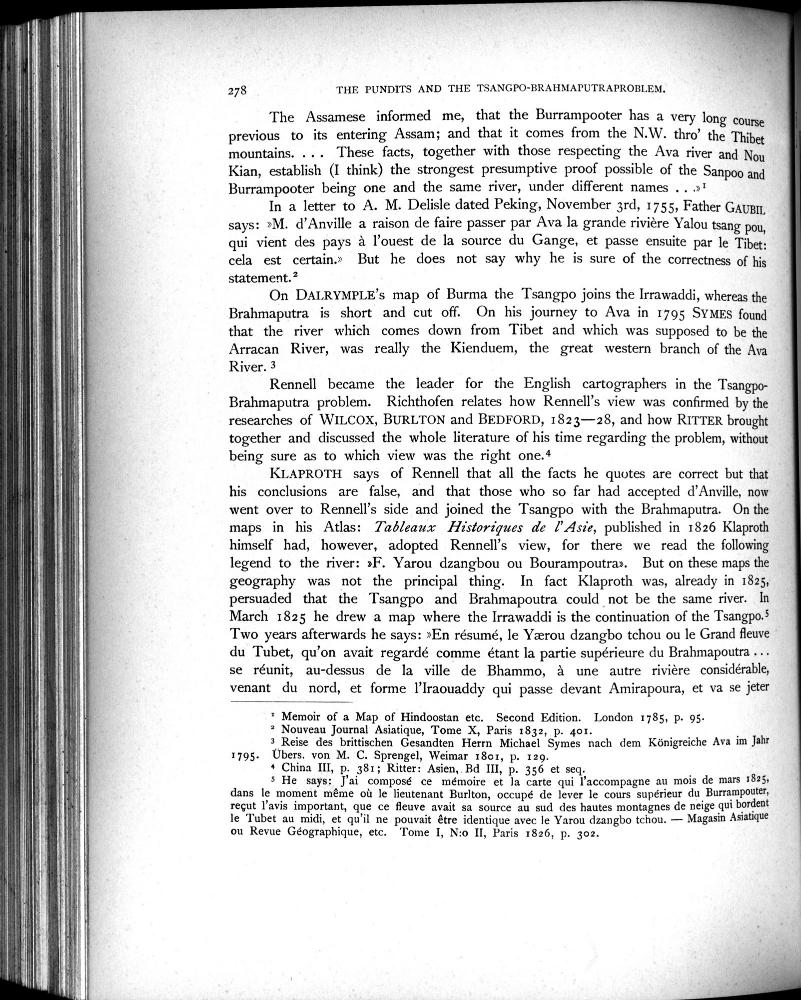 278 THE PUNDITS AND THE TSANGPO-BRAHMAPUTRAPROBLEM.
The Assamese informed me, that the Burrampooter has a very long course
previous to its entering Assam; and that it comes from the N.W. thro' the Thibet
mountains. . . . These facts, together with those respecting the Ava river and Nou
Kian, establish (I think) the strongest presumptive proof possible of the Sanpoo and
Burrampooter being one and the same river, under different names . . .»¹
In a letter to A. M. Delisle dated Peking, November 3rd, 1755, Father GAUBIL
says: »M. d'Anville a raison de faire passer par Ava la grande rivière Yalou tsang pou,
qui vient des pays à l'ouest de la source du Gange, et passe ensuite par le Tibet:
cela est certain.» But he does not say why he is sure of the correctness of his
statement.²
On DALRYMPLE's map of Burma the Tsangpo joins the Irrawaddi, whereas the
Brahmaputra is short and cut off. On his journey to Ava in 1795 SYMES found
that the river which comes down from Tibet and which was supposed to be the
Arracan River, was really the Kienduem, the great western branch of the Ava
River. ³
Rennell became the leader for the English cartographers in the Tsangpo-
Brahmaputra problem. Richthofen relates how Rennell's view was confirmed by the
researches of WILCOX, BURLTON and BEDFORD, 1823—28, and how RITTER brought
together and discussed the whole literature of his time regarding the problem, without
being sure as to which view was the right one.⁴
KLAPROTH says of Rennell that all the facts he quotes are correct but that
his conclusions are false, and that those who so far had accepted d'Anville, now
went over to Rennell's side and joined the Tsangpo with the Brahmaputra. On the
maps in his Atlas: Tableaux Historiques de l'Asie, published in 1826 Klaproth
himself had, however, adopted Rennell's view, for there we read the following
legend to the river: »F. Yarou dzangbou ou Bourampoutra». But on these maps the
geography was not the principal thing. In fact Klaproth was, already in 1825,
persuaded that the Tsangpo and Brahmapoutra could not be the same river. In
March 1825 he drew a map where the Irrawaddi is the continuation of the Tsangpo.⁵
Two years afterwards he says: »En résumé, le Yærou dzangbo tchou ou le Grand fleuve
du Tubet, qu'on avait regardé comme étant la partie supérieure du Brahmapoutra . . .
se réunit, au-dessus de la ville de Bhammo, à une autre rivière considérable,
venant du nord, et forme l'Iraouaddy qui passe devant Amirapoura, et va se jeter
¹ Memoir of a Map of Hindoostan etc. Second Edition. London 1785, p. 95.
² Nouveau Journal Asiatique, Tome X, Paris 1832, p. 401.
³ Reise des brittischen Gesandten Herrn Michael Symes nach dem Königreiche Ava im Jahr
1795. Übers. von M. C. Sprengel, Weimar 1801, p. 129.
⁴ China III, p. 381; Ritter: Asien, Bd III, p. 356 et seq.
⁵ He says: J'ai composé ce mémoire et la carte qui l'accompagne au mois de mars 1825,
dans le moment même où le lieutenant Burlton, occupé de lever le cours supérieur du Burrampouter,
reçut l'avis important, que ce fleuve avait sa source au sud des hautes montagnes de neige qui bordent
le Tubet au midi, et qu'il ne pouvait être identique avec le Yarou dzangbo tchou. — Magasin Asiatique
ou Revue Géographique, etc. Tome I, N:o II, Paris 1826, p. 302.